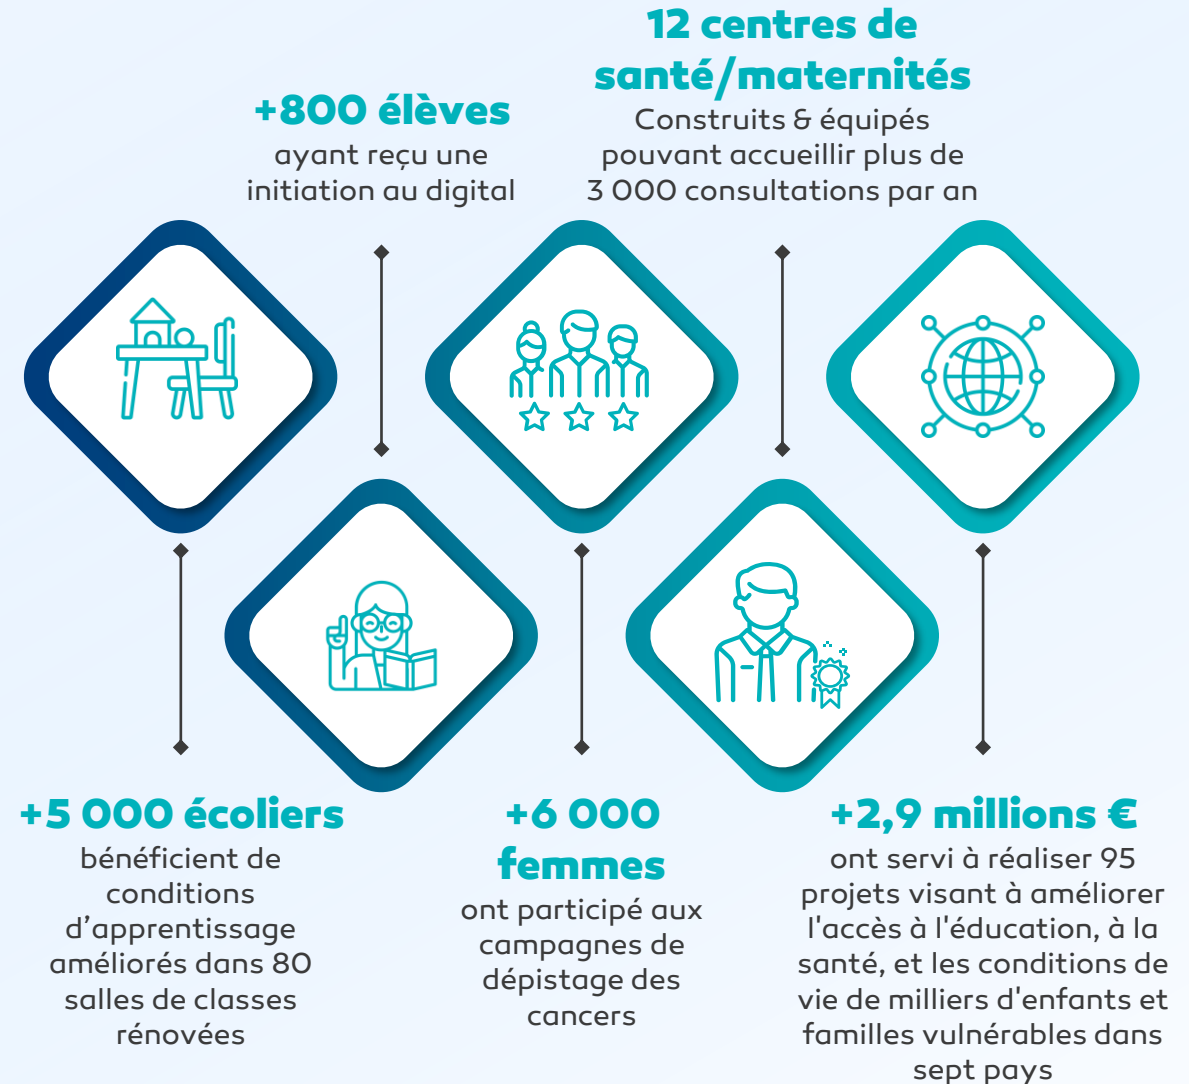 +800 élèves
ayant reçu une
initiation au digital
12 centres de
santé/maternités
Construits & équipés
pouvant accueillir plus de
3 000 consultations par an
+5 000 écoliers
bénéficient de
conditions
d'apprentissage
améliorés dans 80
salles de classes
rénovées
+6 000
femmes
ont participé aux
campagnes de
dépistage des
cancers
+2,9 millions €
ont servi à réaliser 95
projets visant à améliorer
l'accès à l'éducation, à la
santé, et les conditions de
vie de milliers d'enfants et
familles vulnérables dans
sept pays